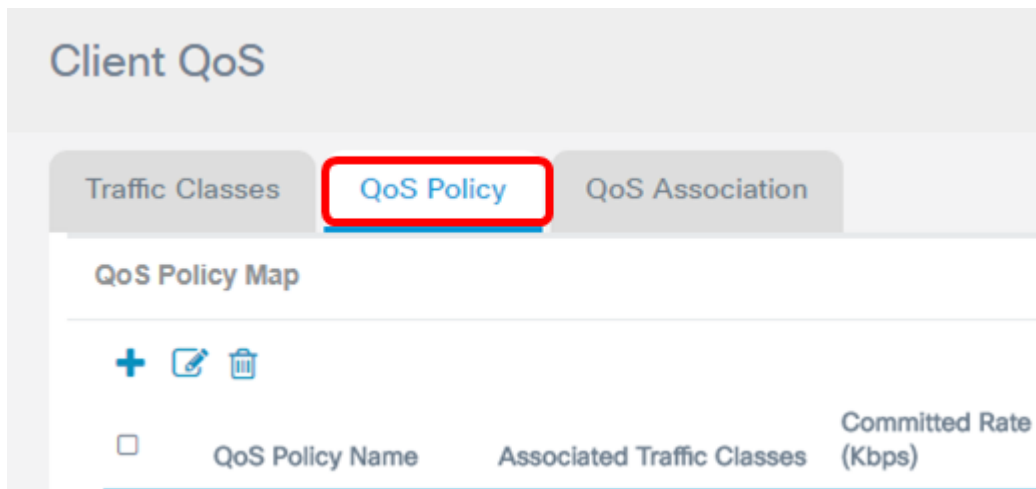 Client QoS
Traffic Classes QoS Policy QoS Association
QoS Policy Map
QoS Policy Name Associated Traffic Classes Committed Rate (Kbps)